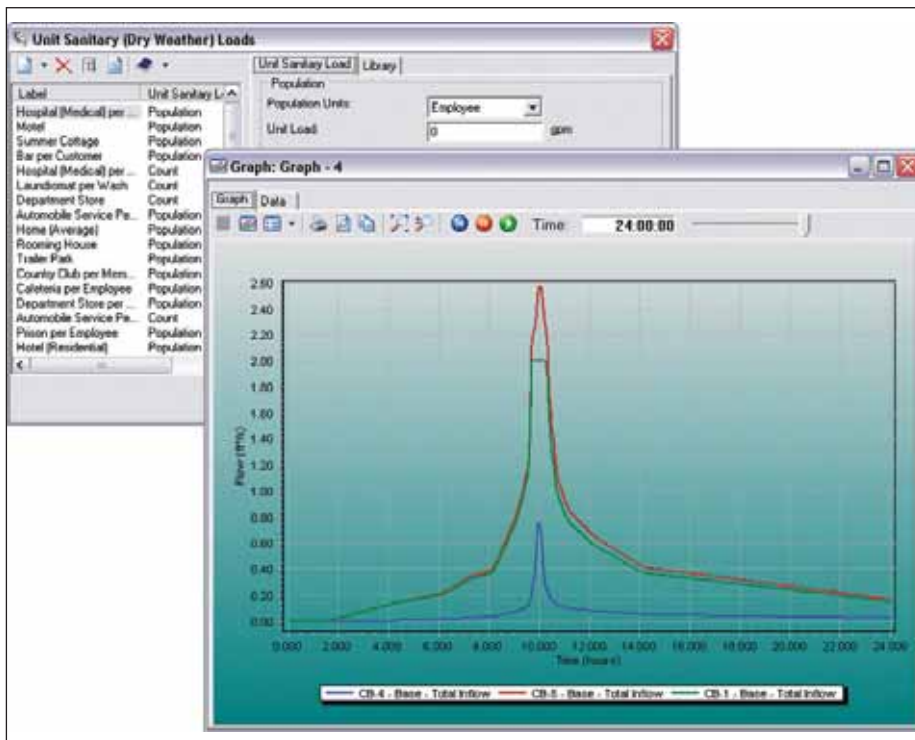 Unit Sanitary (Dry Weather) Loads
Unit Sanitary Load Library
Label Unit Sanitary L
Population
Hospital (Medical) per ... Population
Population Units: Employee
Motel Population
Unit Load: 0 gpm
Summer Cottage Population
Bar per Customer Population
Hospital (Medical) per ... Count
Laundromat per Wash Count
Department Store Count
Automobile Service Pe... Population
Home (Average) Population
Rooming House Population
Trailer Park Population
Country Club per Mem... Population
Cafeteria per Employee Population
Department Store per ... Population
Automobile Service Pe... Count
Prison per Employee Population
Hotel (Residential) Population
Graph: Graph - 4
Graph Data
Time: 24:00:00
2.60
2.20
2.00
1.80
1.60
1.40
1.20
1.00
0.80
0.60
0.40
0.20
0.00
Flow (ft³/s)
0.000 2.000 4.000 6.000 8.000 10.000 12.000 14.000 16.000 18.000 20.000 22.000 24.000
Time (hours)
CB-4 - Base - Total Inflow CB-5 - Base - Total Inflow CB-1 - Base - Total Inflow